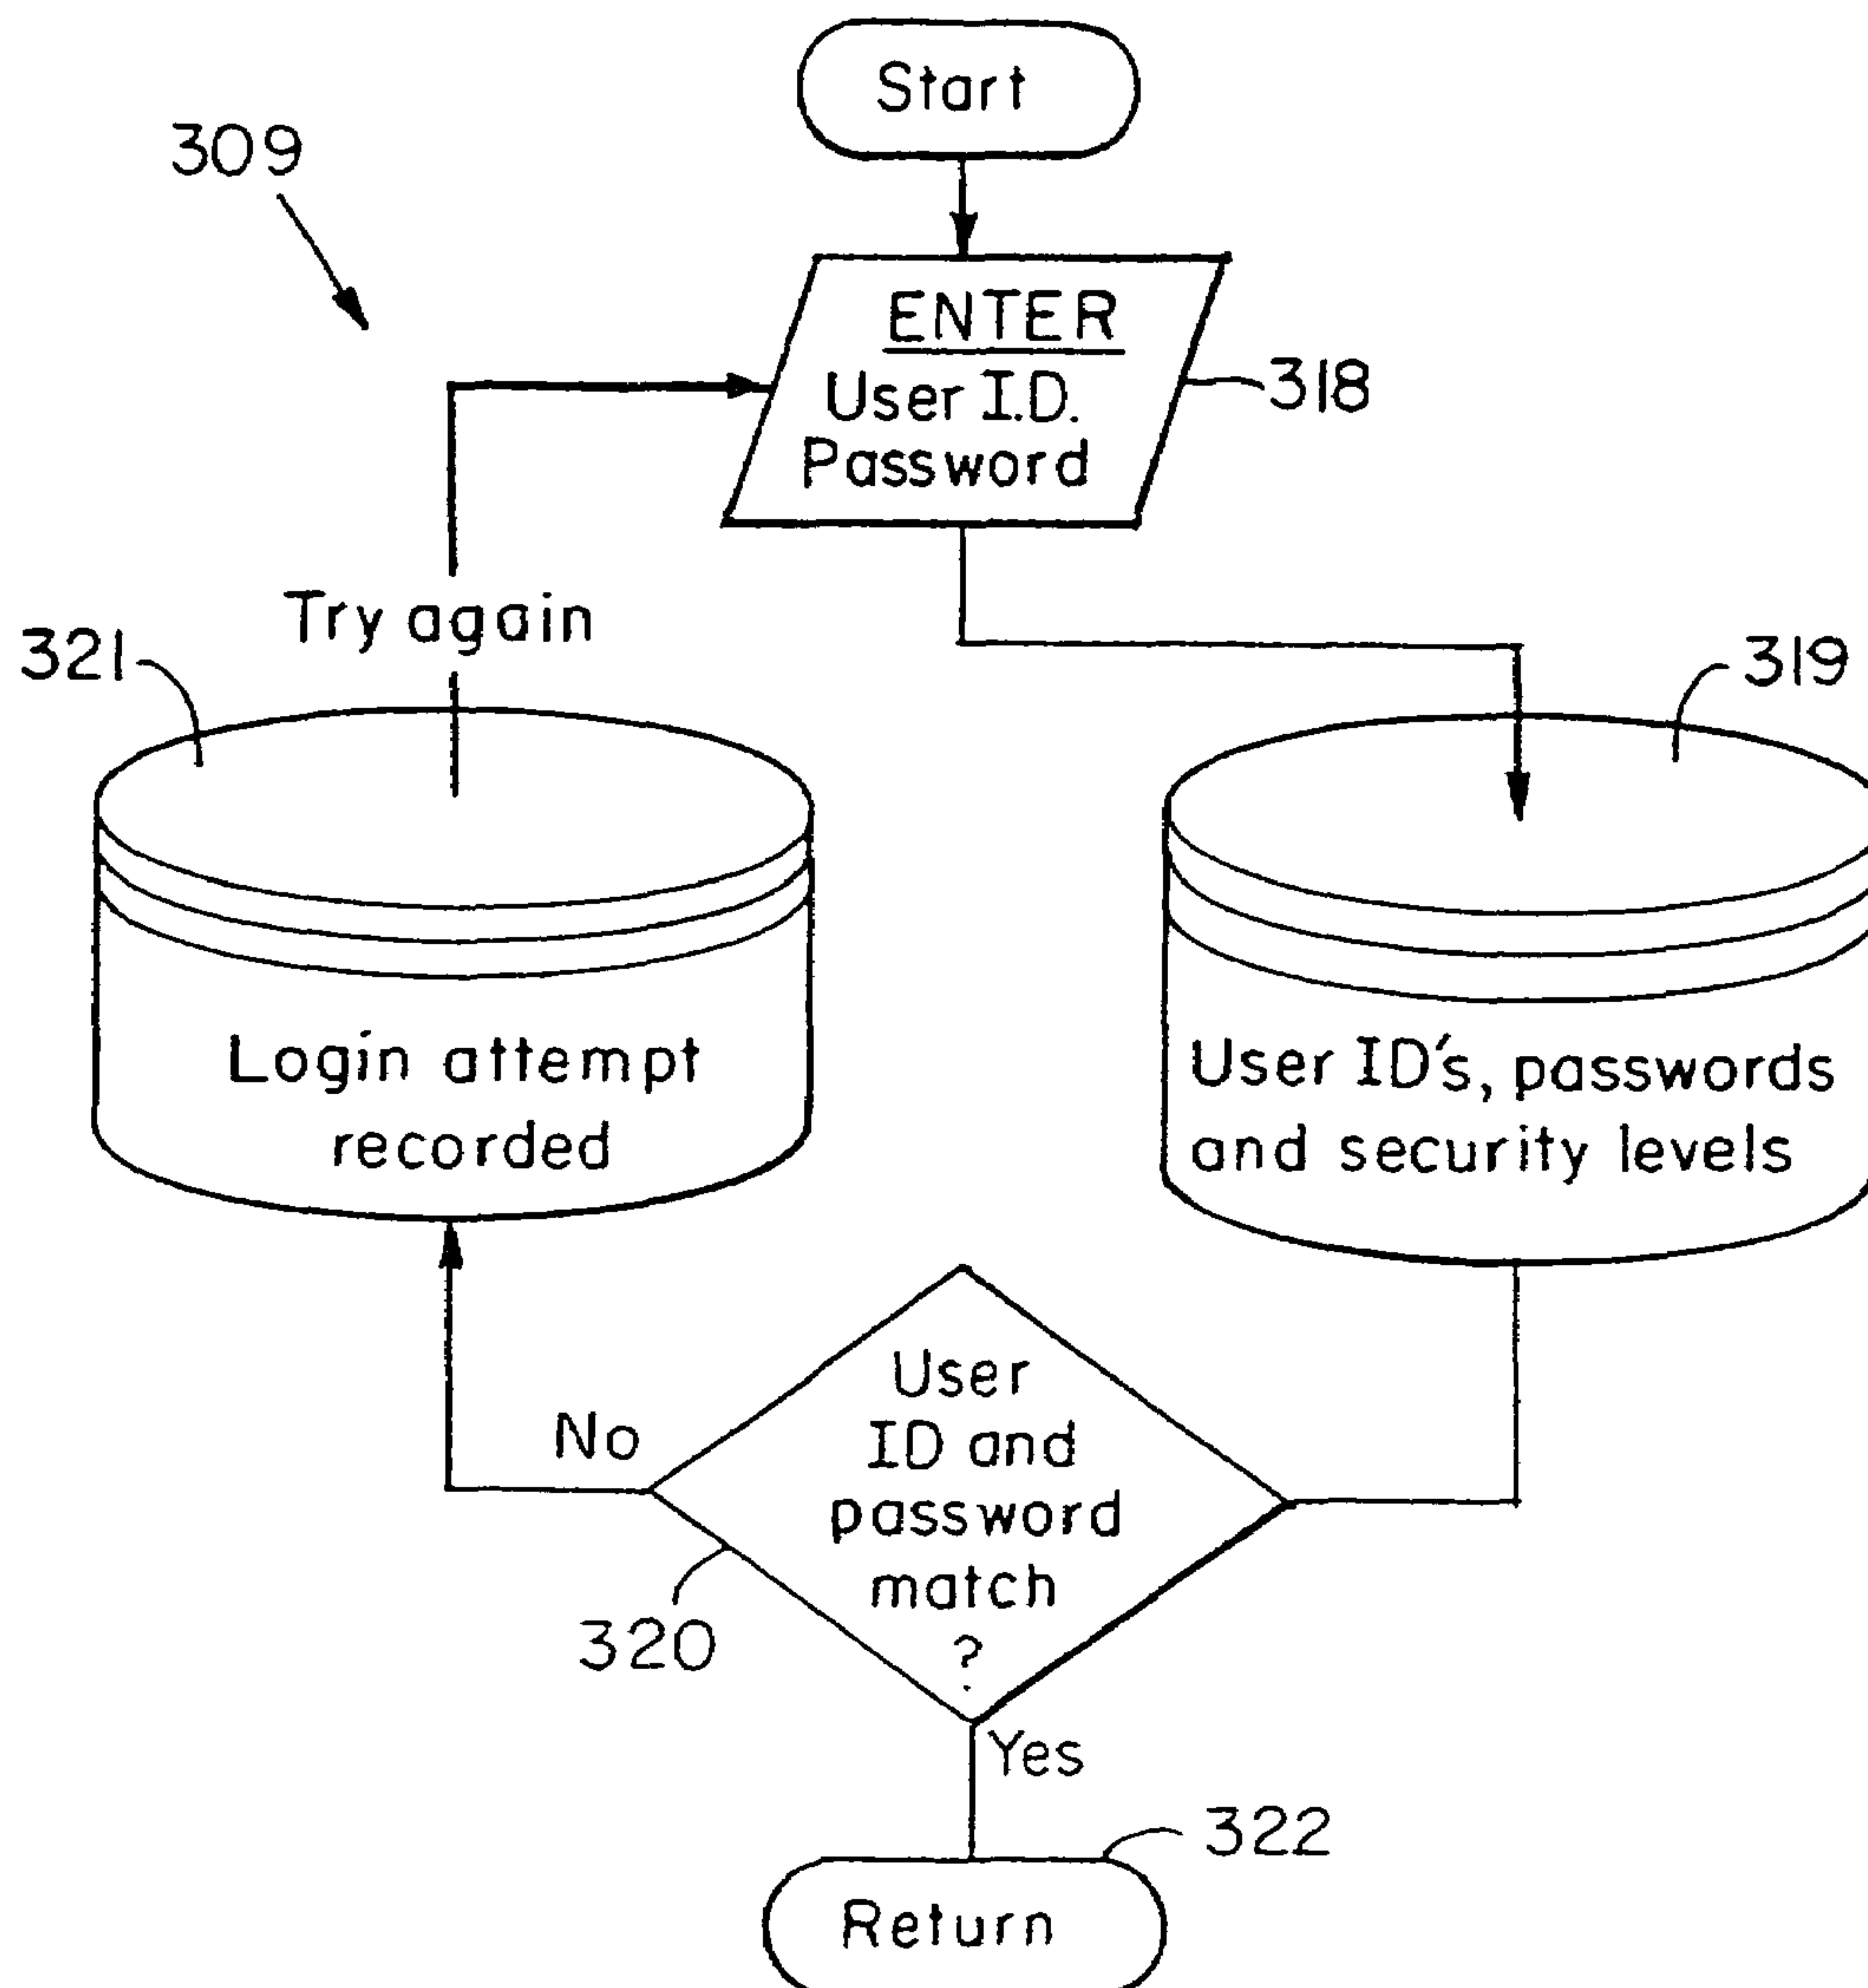 Start
309
ENTER
User I.D.
Password
318
Try again
321
319
Login attempt
recorded
User ID's, passwords
and security levels
User
ID and
password
match
?
No
320
Yes
322
Return